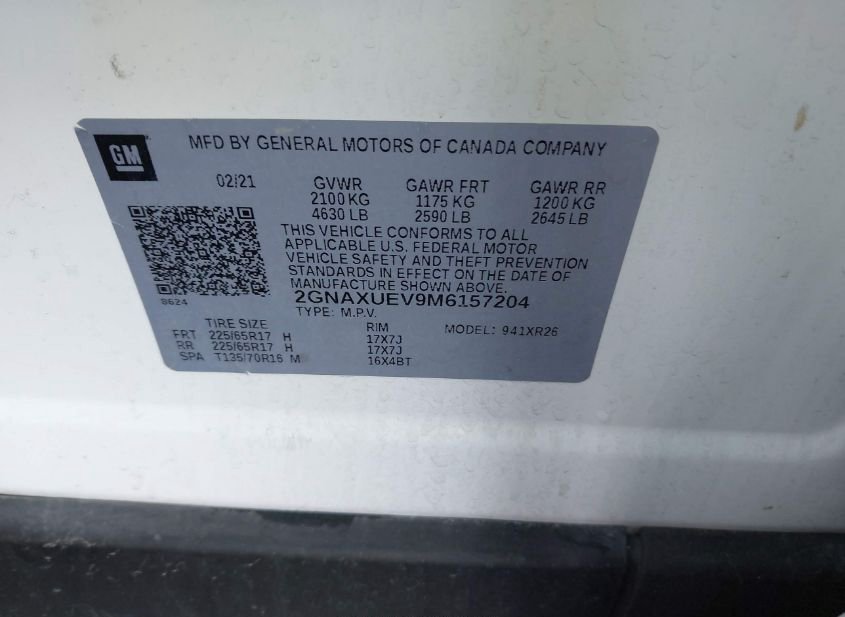 GM
MFD BY GENERAL MOTORS OF CANADA COMPANY
02/21 GVWR GAWR FRT GAWR RR
2100 KG 1175 KG 1200 KG
4630 LB 2590 LB 2645 LB
THIS VEHICLE CONFORMS TO ALL
APPLICABLE U.S. FEDERAL MOTOR
VEHICLE SAFETY AND THEFT PREVENTION
STANDARDS IN EFFECT ON THE DATE OF
MANUFACTURE SHOWN ABOVE.
8624 2GNAXUEV9M6157204
TYPE: M.P.V.
TIRE SIZE RIM MODEL: 941XR26
FRT 225/65R17 H 17X7J
RR 225/65R17 H 17X7J
SPA T135/70R16 M 16X4BT